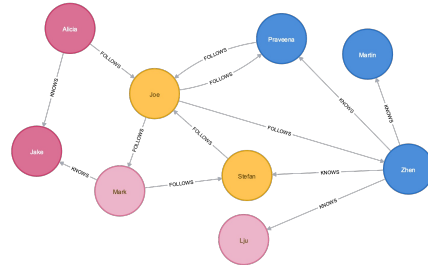 Alicia
Praveena
Martin
FOLLOWS
FOLLOWS
FOLLOWS
KNOWS
Joe
KNOWS
KNOWS
FOLLOWS
FOLLOWS
FOLLOWS
Jake
KNOWS
Mark
FOLLOWS
Stefan
KNOWS
Zhen
KNOWS
Lju